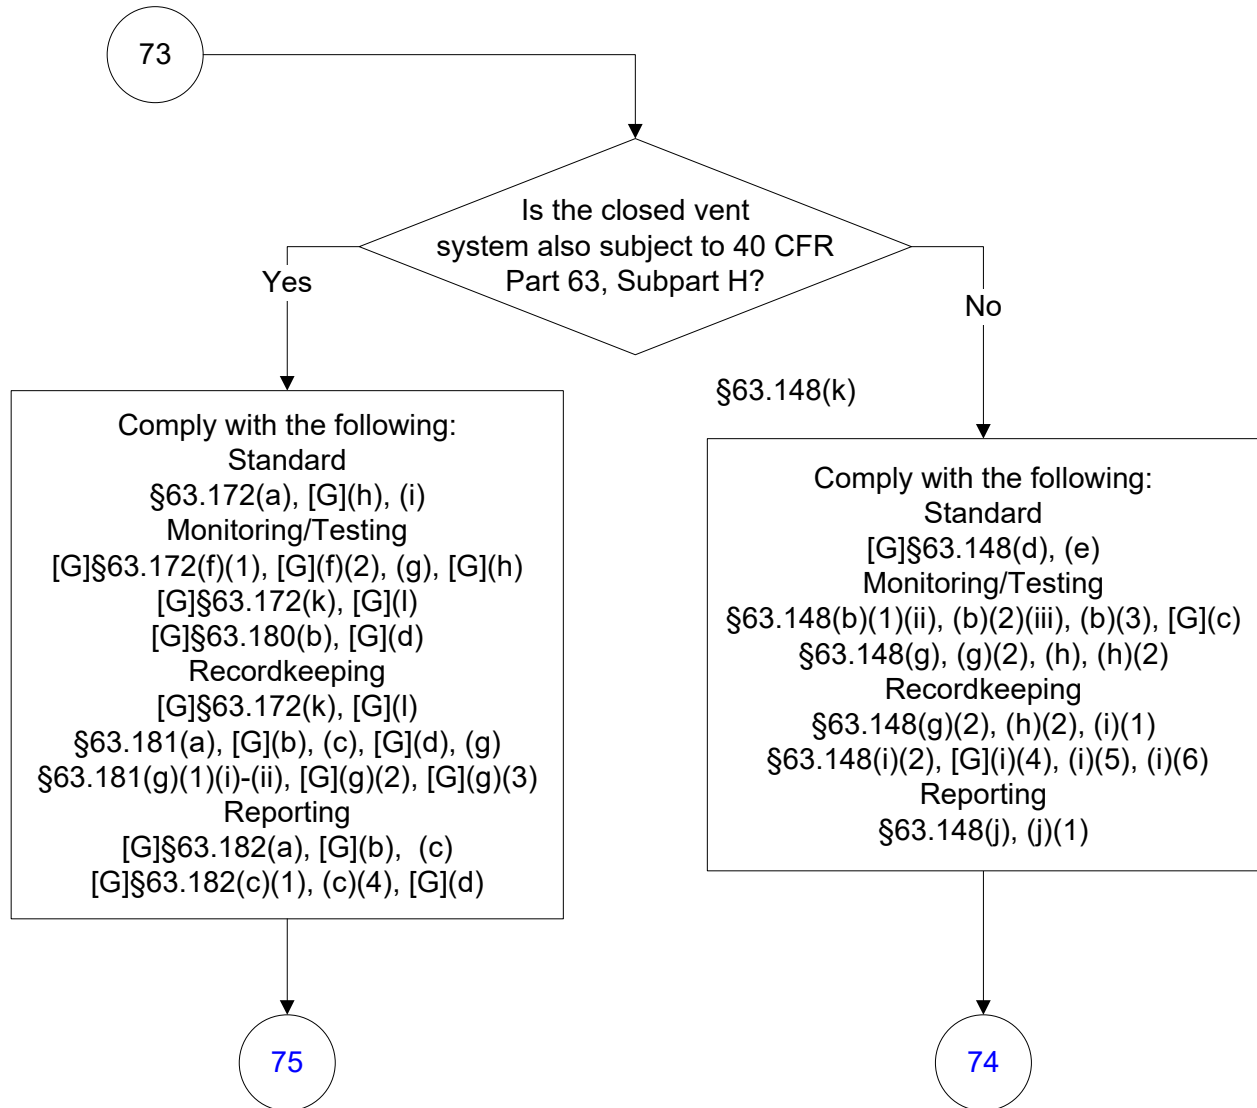 73
Is the closed vent
system also subject to 40 CFR
Part 63, Subpart H?
Yes
No
§63.148(k)
Comply with the following:
Standard
§63.172(a), [G](h), (i)
Monitoring/Testing
[G]§63.172(f)(1), [G](f)(2), (g), [G](h)
[G]§63.172(k), [G](l)
[G]§63.180(b), [G](d)
Recordkeeping
[G]§63.172(k), [G](l)
§63.181(a), [G](b), (c), [G](d), (g)
§63.181(g)(1)(i)-(ii), [G](g)(2), [G](g)(3)
Reporting
[G]§63.182(a), [G](b),  (c)
[G]§63.182(c)(1), (c)(4), [G](d)
Comply with the following:
Standard
[G]§63.148(d), (e)
Monitoring/Testing
§63.148(b)(1)(ii), (b)(2)(iii), (b)(3), [G](c)
§63.148(g), (g)(2), (h), (h)(2)
Recordkeeping
§63.148(g)(2), (h)(2), (i)(1)
§63.148(i)(2), [G](i)(4), (i)(5), (i)(6)
Reporting
§63.148(j), (j)(1)
75
74